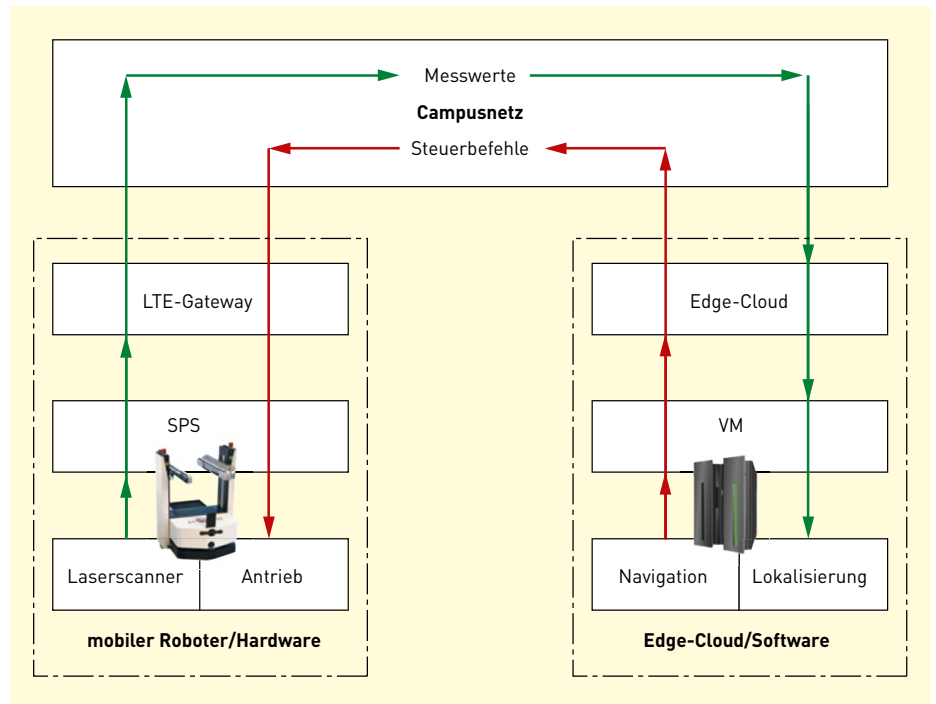 Messwerte
Campusnetz
Steuerbefehle
LTE-Gateway
SPS
Laserscanner
Antrieb
mobiler Roboter/Hardware
Edge-Cloud
VM
Navigation
Lokalisierung
Edge-Cloud/Software